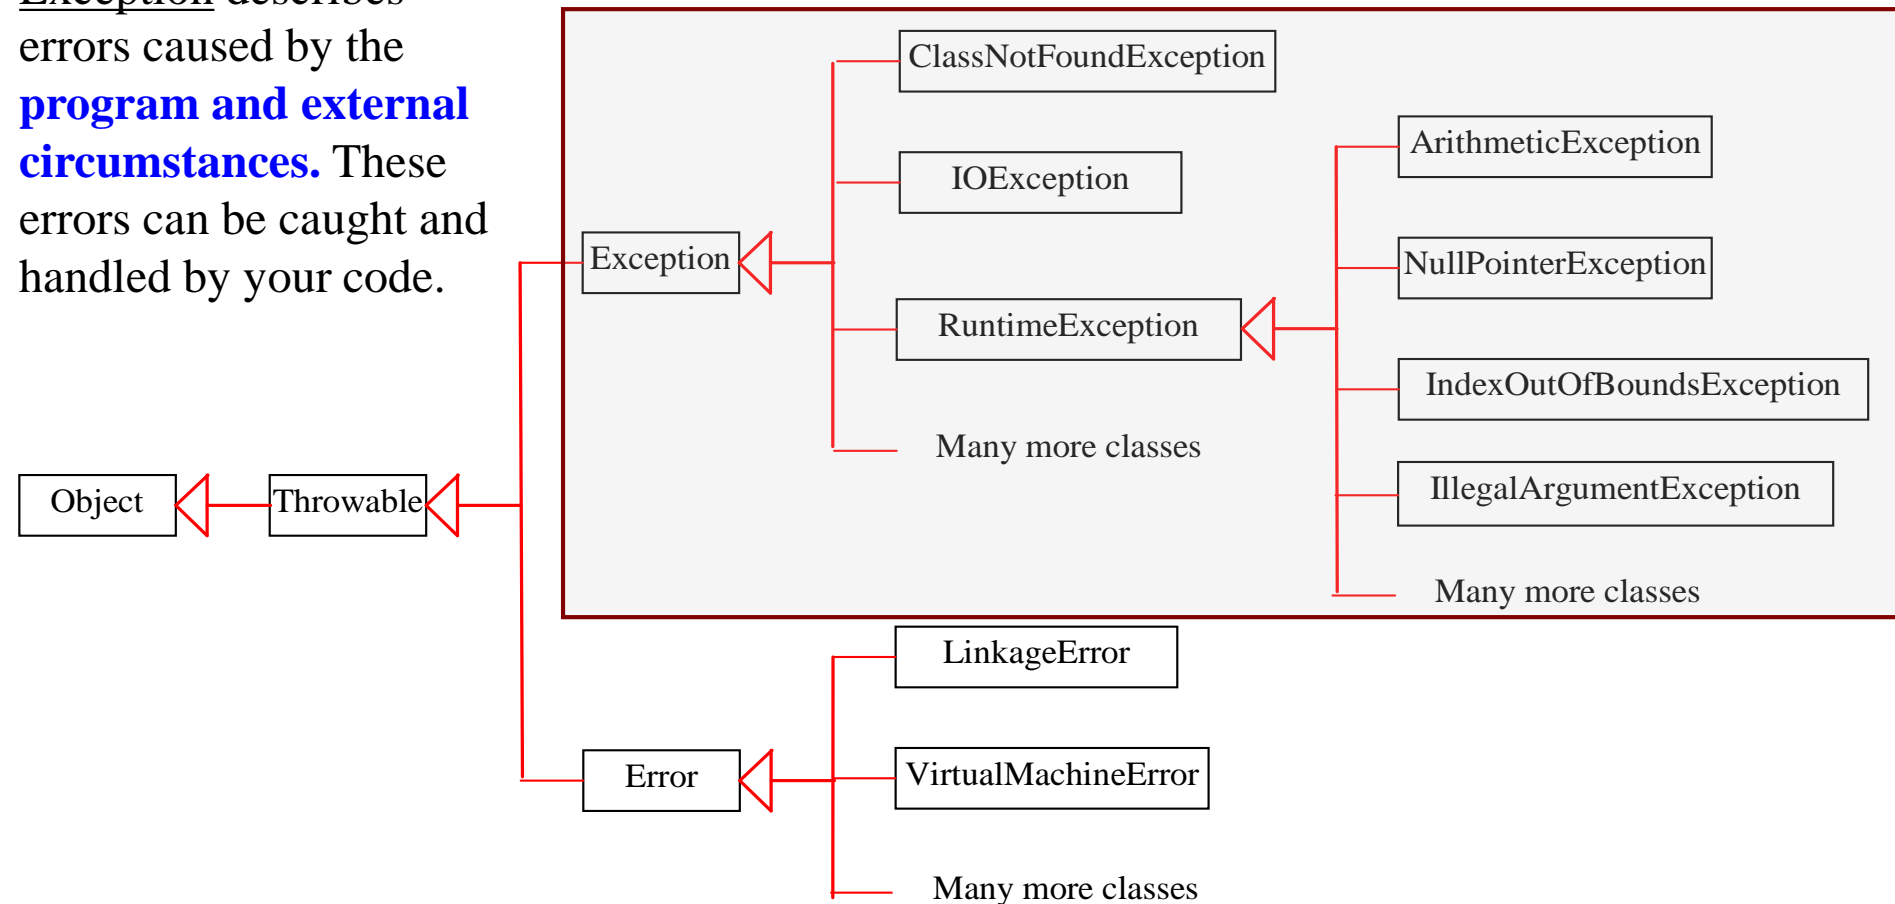 Exception describes
errors caused by the
program and external
circumstances. These
errors can be caught and
handled by your code.
ClassNotFoundException
ArithmeticException
IOException
Exception
NullPointerException
RuntimeException
IndexOutOfBoundsException
Many more classes
Object
Throwable
IllegalArgumentException
Many more classes
LinkageError
Error
VirtualMachineError
Many more classes